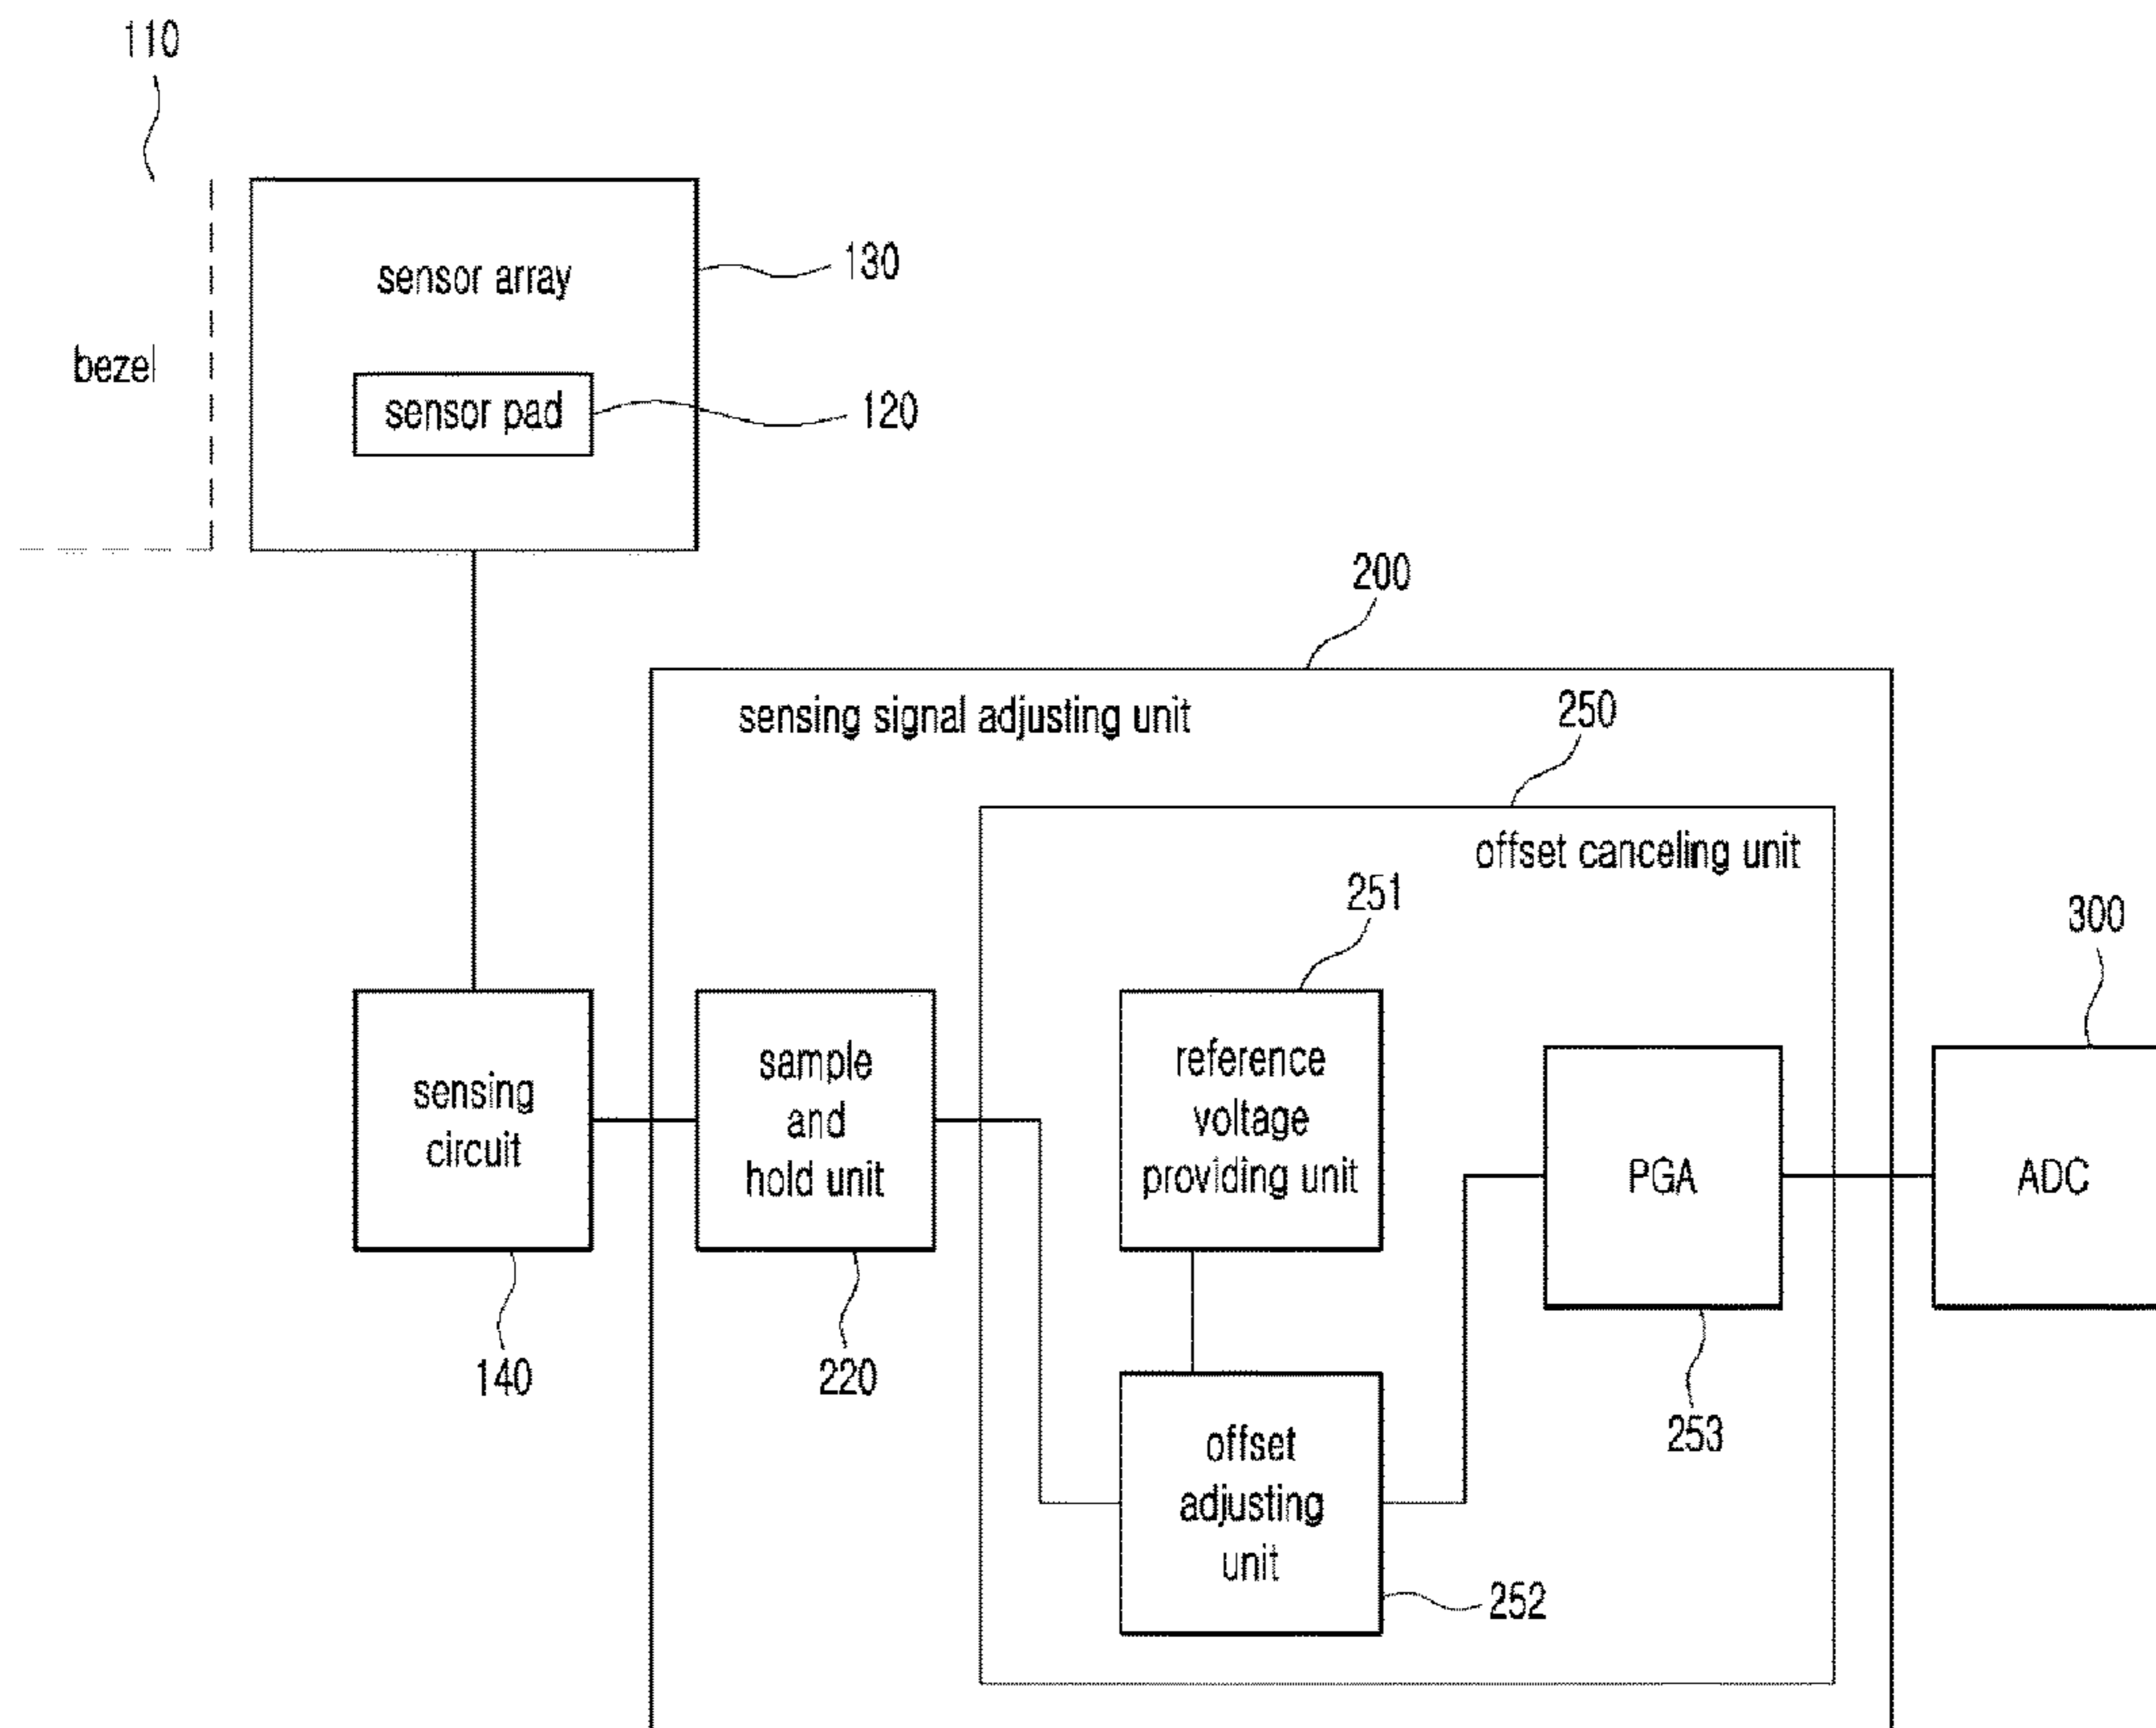 110
sensor array
130
bezel
sensor pad
120
200
sensing signal adjusting unit
250
offset canceling unit
251
300
sensing
circuit
sample
and
hold unit
reference
voltage
providing unit
PGA
ADC
140
220
253
offset
adjusting
unit
252